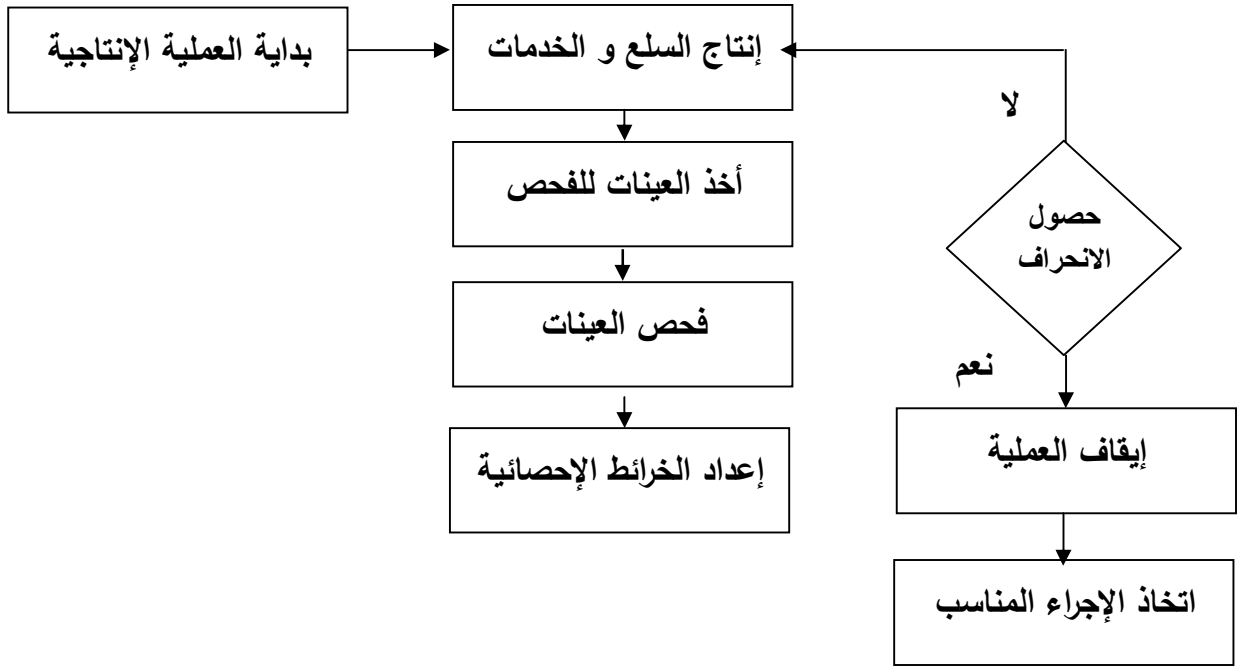 بداية العملية الإنتاجية
إنتاج السلع و الخدمات
أخذ العينات للفحص
فحص العينات
إعداد الخرائط الإحصائية
لا
حصول
الانحراف
نعم
إيقاف العملية
اتخاذ الإجراء المناسب